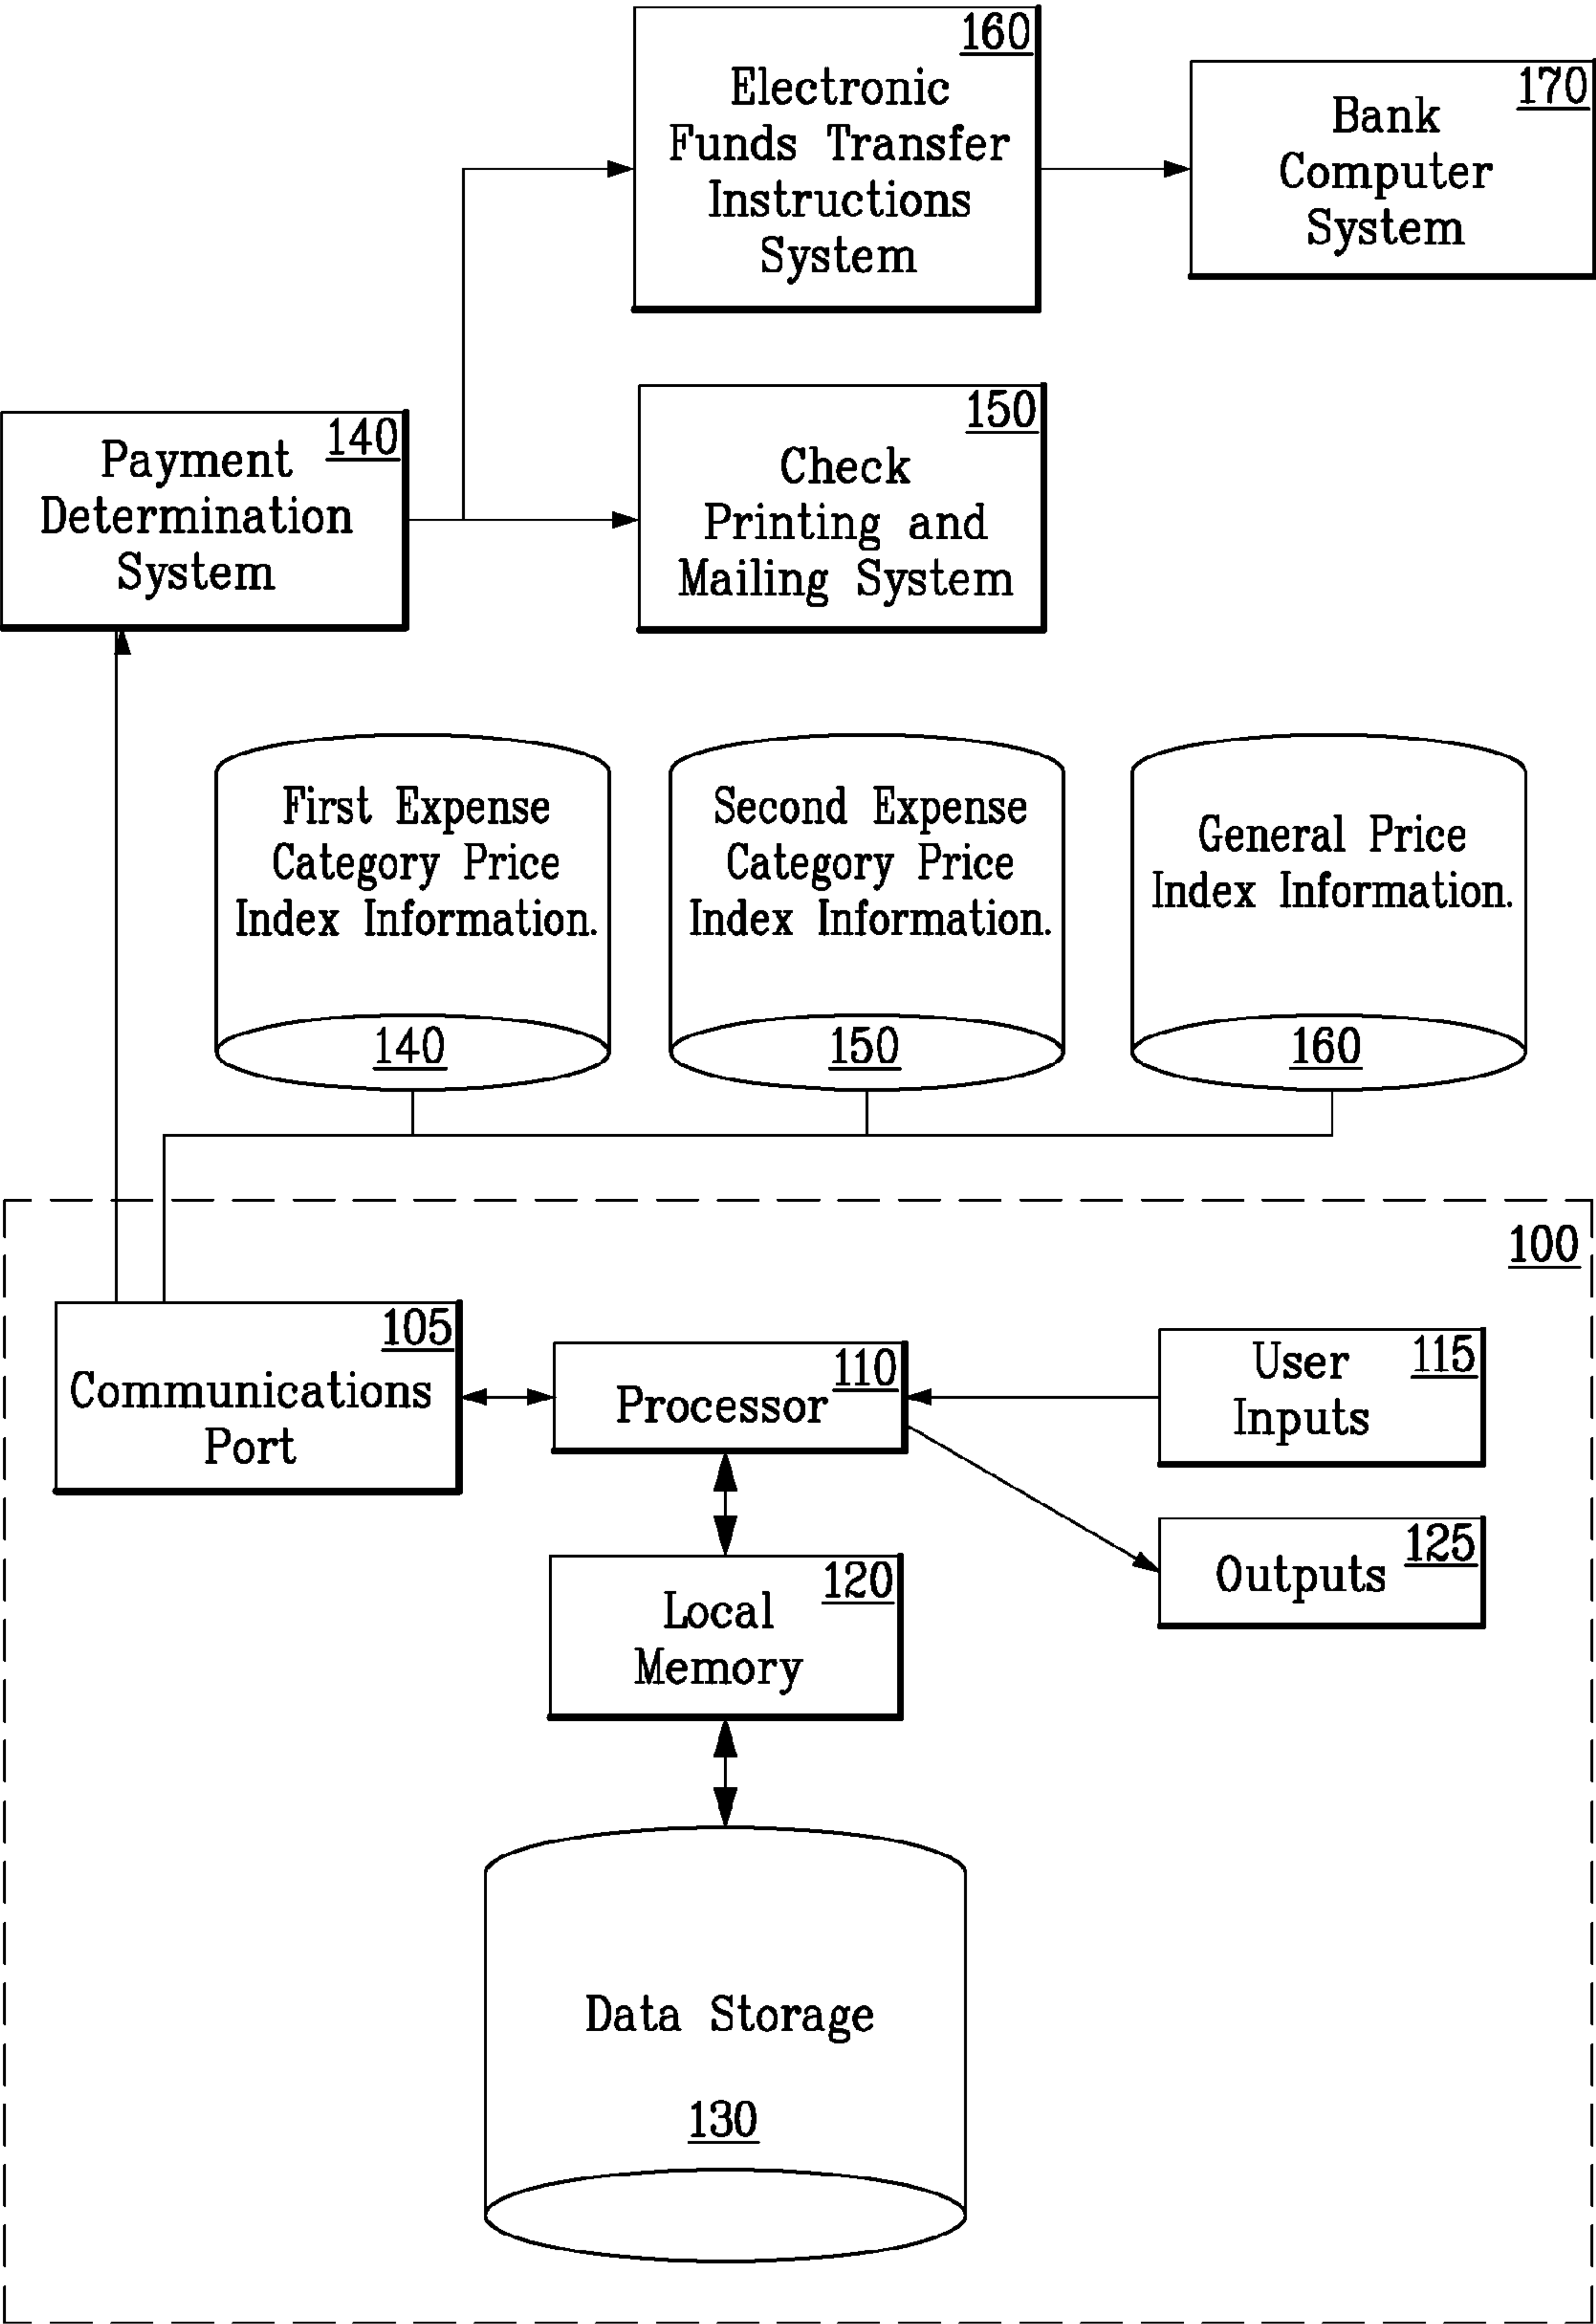 160
Electronic
Funds Transfer
Instructions
System
170
Bank
Computer
System
140
Payment
Determination
System
150
Check
Printing and
Mailing System
First Expense
Category Price
Index Information.
140
Second Expense
Category Price
Index Information.
150
General Price
Index Information.
160
100
105
Communications
Port
110
Processor
115
User
Inputs
125
Outputs
120
Local
Memory
Data Storage
130